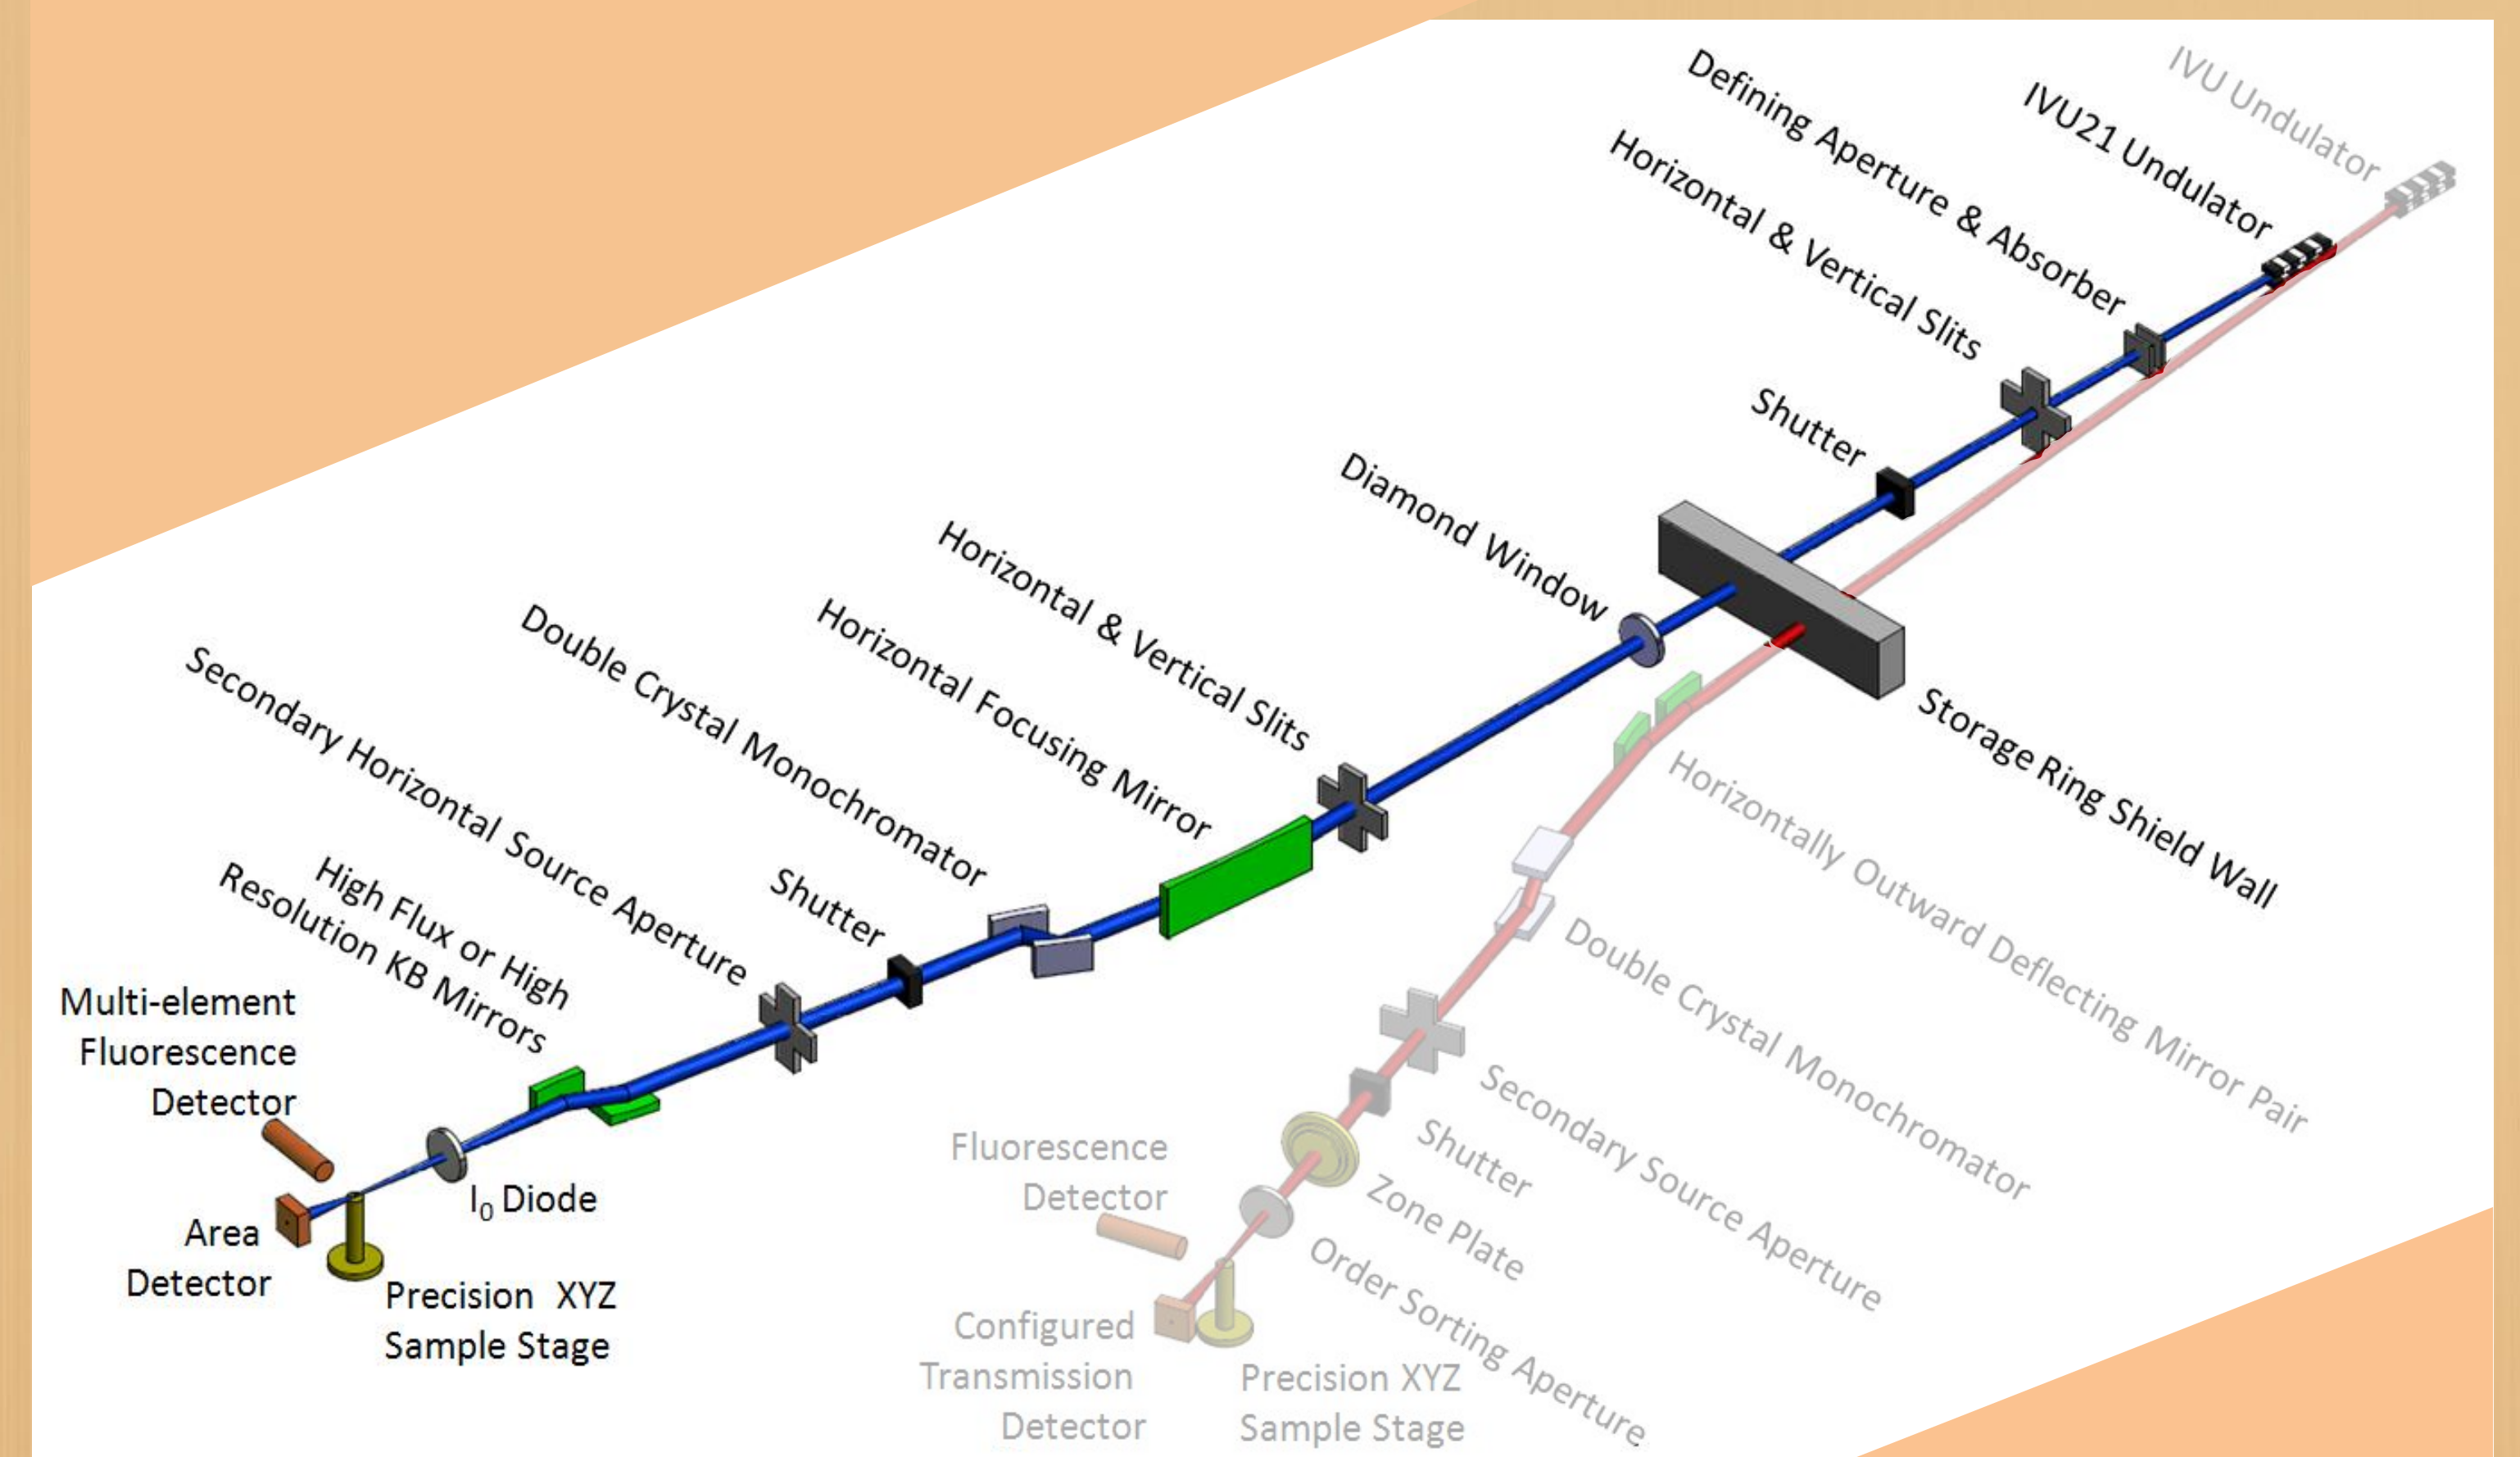 IVU Undulator
IVU21 Undulator
Defining Aperture & Absorber
Horizontal & Vertical Slits
Shutter
Diamond Window
Storage Ring Shield Wall
Horizontal & Vertical Slits
Horizontal Focusing Mirror
Double Crystal Monochromator
Shutter
Secondary Horizontal Source Aperture
High Flux or High
Resolution KB Mirrors
Multi-element
Fluorescence
Detector
I₀ Diode
Area
Detector
Precision XYZ
Sample Stage
Horizontally Outward Deflecting Mirror Pair
Double Crystal Monochromator
Secondary Source Aperture
Shutter
Zone Plate
Order Sorting Aperture
Fluorescence
Detector
Configured
Transmission
Detector
Precision XYZ
Sample Stage